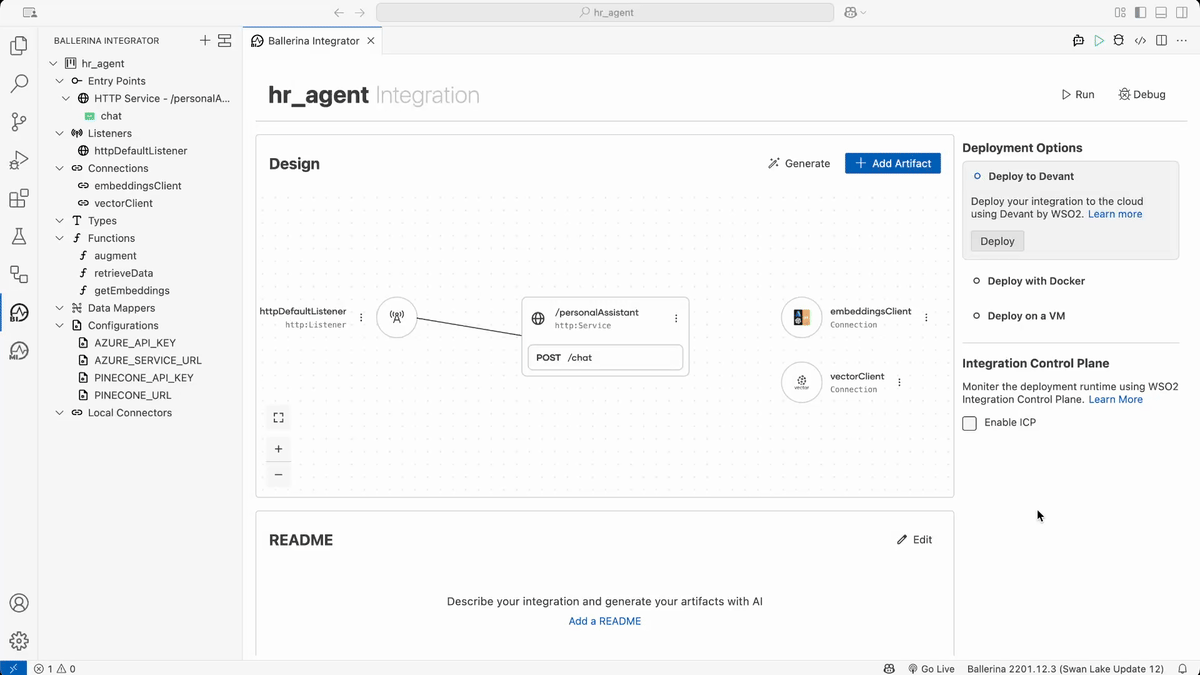 hr_agent
BALLERINA INTEGRATOR
Ballerina Integrator
hr_agent
Entry Points
HTTP Service - /personalA...
chat
Listeners
httpDefaultListener
Connections
embeddingsClient
vectorClient
Types
Functions
augment
retrieveData
getEmbeddings
Data Mappers
Configurations
AZURE_API_KEY
AZURE_SERVICE_URL
PINECONE_API_KEY
PINECONE_URL
Local Connectors
hr_agent Integration
Run
Debug
Design
Generate
Add Artifact
httpDefaultListener
http:Listener
/personalAssistant
http:Service
POST /chat
embeddingsClient
Connection
vector
vectorClient
Connection
README
Edit
Describe your integration and generate your artifacts with AI
Add a README
Deployment Options
Deploy to Devant
Deploy your integration to the cloud
using Devant by WSO2. Learn more
Deploy
Deploy with Docker
Deploy on a VM
Integration Control Plane
Moniter the deployment runtime using WSO2
Integration Control Plane. Learn More
Enable ICP
1 0
Go Live
Ballerina 2201.12.3 (Swan Lake Update 12)